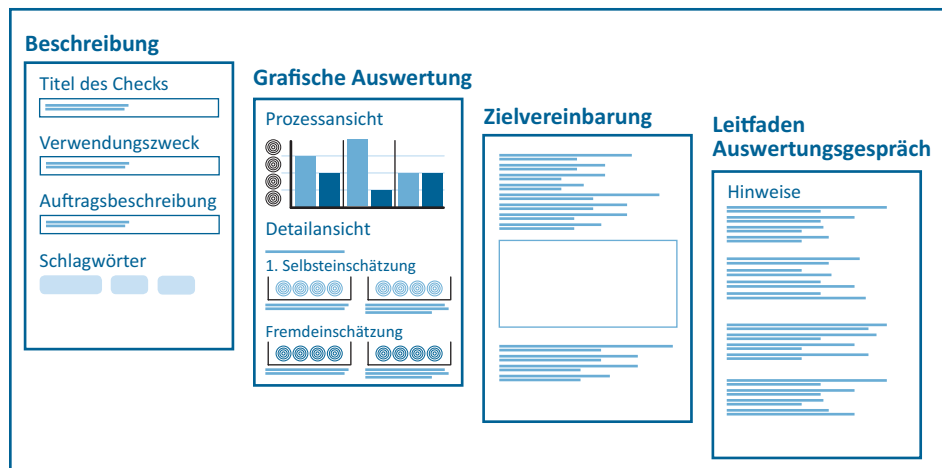 Beschreibung
Titel des Checks
Verwendungszweck
Auftragsbeschreibung
Schlagwörter
Grafische Auswertung
Prozessansicht
Detailansicht
1. Selbsteinschätzung
Fremdeinschätzung
Zielvereinbarung
Leitfaden
Auswertungsgespräch
Hinweise